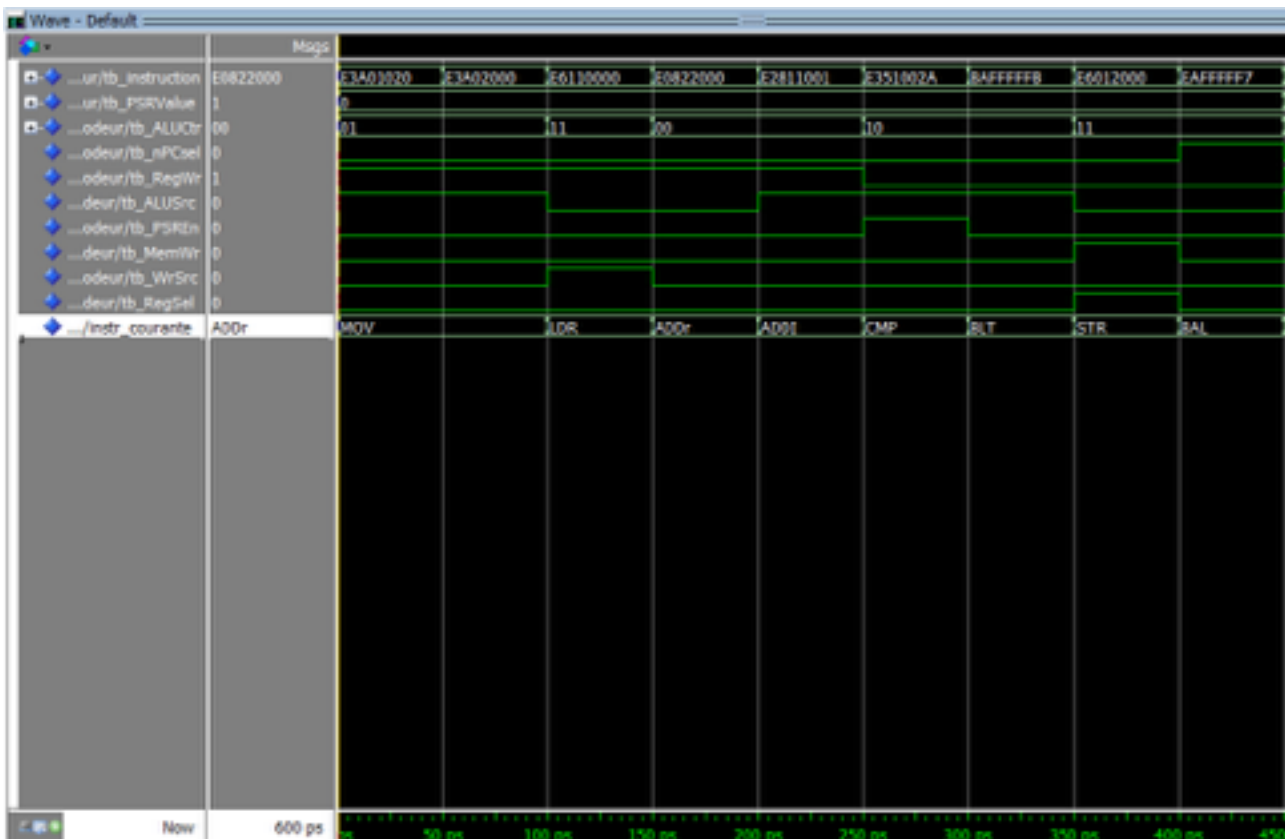 Wave - Default
Msgs
...ur/tb_instruction E0822000 E3A01020 E3A02000 E6110000 E0822000 E2811001 E351002A BAFFFFFB E6012000 EAFFFFF7
...ur/tb_PSRValue 1 0
...odeur/tb_ALUCtr 00 01 11 00 10 11
...odeur/tb_nPCsel 0
...odeur/tb_RegWr 1
...deur/tb_ALUSrc 0
...odeur/tb_PSREn 0
...deur/tb_MemWr 0
...odeur/tb_WrSrc 0
...deur/tb_RegSel 0
.../instr_courante ADDr MOV LDR ADDr ADDI CMP BLT STR BAL
Now 600 ps ps 50 ps 100 ps 150 ps 200 ps 250 ps 300 ps 350 ps 400 ps